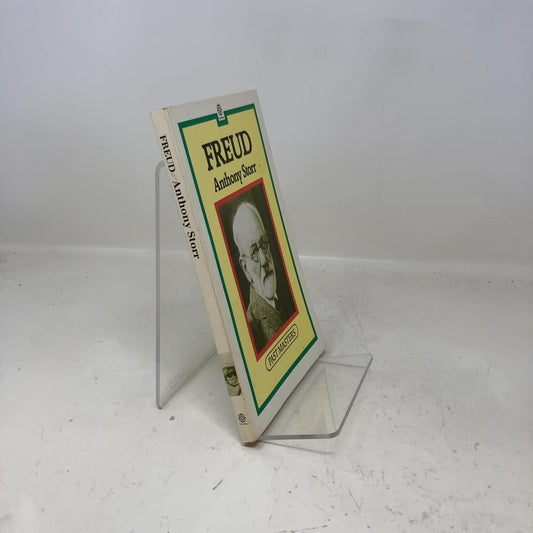 FREUD
Anthony Storr
PAST MASTERS
FREUD Anthony Storr